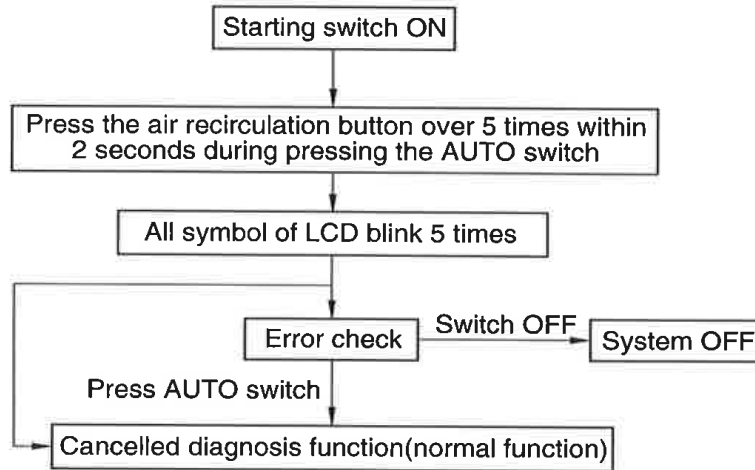 Starting switch ON
Press the air recirculation button over 5 times within
2 seconds during pressing the AUTO switch
All symbol of LCD blink 5 times
Error check
Switch OFF
System OFF
Press AUTO switch
Cancelled diagnosis function(normal function)